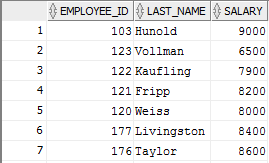 EMPLOYEE_ID LAST_NAME SALARY
1 103 Hunold 9000
2 123 Vollman 6500
3 122 Kaufling 7900
4 121 Fripp 8200
5 120 Weiss 8000
6 177 Livingston 8400
7 176 Taylor 8600